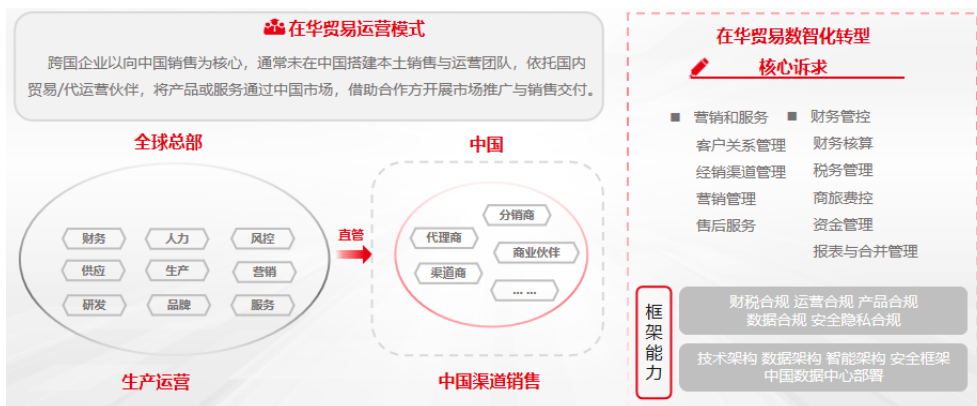 在华贸易运营模式
跨国企业以向中国销售为核心，通常未在中国搭建本土销售与运营团队，依托国内
贸易/代运营伙伴，将产品或服务通过中国市场，借助合作方开展市场推广与销售交付。
全球总部
财务
人力
风控
供应
生产
营销
研发
品牌
服务
生产运营
直管
中国
分销商
代理商
商业伙伴
渠道商
... ...
中国渠道销售
在华贸易数智化转型
核心诉求
■ 营销和服务
客户关系管理
经销渠道管理
营销管理
售后服务
■ 财务管控
财务核算
税务管理
商旅费控
资金管理
报表与合并管理
框架能力
财税合规 运营合规 产品合规
数据合规 安全隐私合规
技术架构 数据架构 智能架构 安全框架
中国数据中心部署